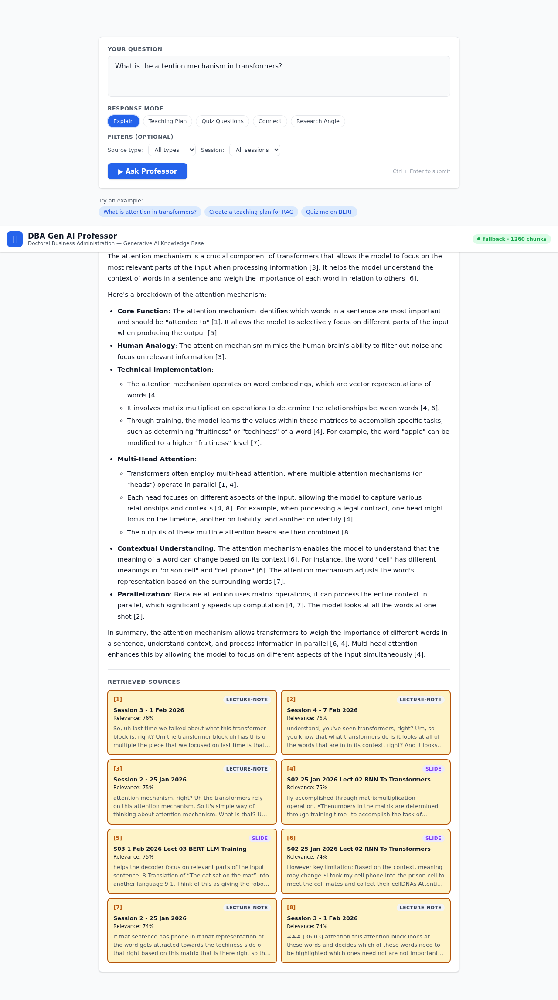 YOUR QUESTION
What is the attention mechanism in transformers?
RESPONSE MODE
Explain Teaching Plan Quiz Questions Connect Research Angle
FILTERS (OPTIONAL)
Source type: All types Session: All sessions
▶ Ask Professor Ctrl + Enter to submit
Try an example:
What is attention in transformers? Create a teaching plan for RAG Quiz me on BERT
DBA Gen AI Professor
Doctoral Business Administration — Generative AI Knowledge Base
fallback · 1260 chunks
The attention mechanism is a crucial component of transformers that allows the model to focus on the
most relevant parts of the input when processing information [3]. It helps the model understand the
context of words in a sentence and weigh the importance of each word in relation to others [6].
Here's a breakdown of the attention mechanism:
• Core Function: The attention mechanism identifies which words in a sentence are most important
and should be "attended to" [1]. It allows the model to selectively focus on different parts of the input
when producing the output [5].
• Human Analogy: The attention mechanism mimics the human brain's ability to filter out noise and
focus on relevant information [3].
• Technical Implementation:
◦ The attention mechanism operates on word embeddings, which are vector representations of
words [4].
◦ It involves matrix multiplication operations to determine the relationships between words [4, 6].
◦ Through training, the model learns the values within these matrices to accomplish specific tasks,
such as determining "fruitiness" or "techiness" of a word [4]. For example, the word "apple" can be
modified to a higher "fruitiness" level [7].
• Multi-Head Attention:
◦ Transformers often employ multi-head attention, where multiple attention mechanisms (or
"heads") operate in parallel [1, 4].
◦ Each head focuses on different aspects of the input, allowing the model to capture various
relationships and contexts [4, 8]. For example, when processing a legal contract, one head might
focus on the timeline, another on liability, and another on identity [4].
◦ The outputs of these multiple attention heads are then combined [8].
• Contextual Understanding: The attention mechanism enables the model to understand that the
meaning of a word can change based on its context [6]. For instance, the word "cell" has different
meanings in "prison cell" and "cell phone" [6]. The attention mechanism adjusts the word's
representation based on the surrounding words [7].
• Parallelization: Because attention uses matrix operations, it can process the entire context in
parallel, which significantly speeds up computation [4, 7]. The model looks at all the words at one
shot [2].
In summary, the attention mechanism allows transformers to weigh the importance of different words in
a sentence, understand context, and process information in parallel [6, 4]. Multi-head attention
enhances this by allowing the model to focus on different aspects of the input simultaneously [4].
RETRIEVED SOURCES
[1] LECTURE-NOTE
Session 3 - 1 Feb 2026
Relevance: 76%
So, uh last time we talked about what this transformer
block is, right? Um the transformer block uh has this u
multiple the piece that we focused on last time is that…
[2] LECTURE-NOTE
Session 4 - 7 Feb 2026
Relevance: 76%
understand, you've seen transformers, right? Um, so
you know that what transformers do is it looks at all of
the words that are in in its context, right? And it looks…
[3] LECTURE-NOTE
Session 2 - 25 Jan 2026
Relevance: 75%
attention mechanism, right? Uh the transformers rely
on this attention mechanism. So it's simple way of
thinking about attention mechanism. What is that? U…
[4] SLIDE
S02 25 Jan 2026 Lect 02 RNN To Transformers
Relevance: 75%
lly accomplished through matrixmultiplication
operation. •Thenumbers in the matrix are determined
through training time –to accomplish the task of…
[5] SLIDE
S03 1 Feb 2026 Lect 03 BERT LLM Training
Relevance: 75%
helps the decoder focus on relevant parts of the input
sentence. 8 Translation of “The cat sat on the mat” into
another language 9 1. Think of this as giving the robo…
[6] SLIDE
S02 25 Jan 2026 Lect 02 RNN To Transformers
Relevance: 74%
However key limitation: Based on the context, meaning
may change •I took my cell phone into the prison cell to
meet the cell mates and collect their cellDNAs Attenti…
[7] LECTURE-NOTE
Session 2 - 25 Jan 2026
Relevance: 74%
If that sentence has phone in it that representation of
the word gets attracted towards the techiness side of
that right based on this matrix that is there right so th…
[8] LECTURE-NOTE
Session 3 - 1 Feb 2026
Relevance: 74%
### [36:03] attention this attention block looks at
these words and decides which of these words need to
be highlighted which ones need not are not important…